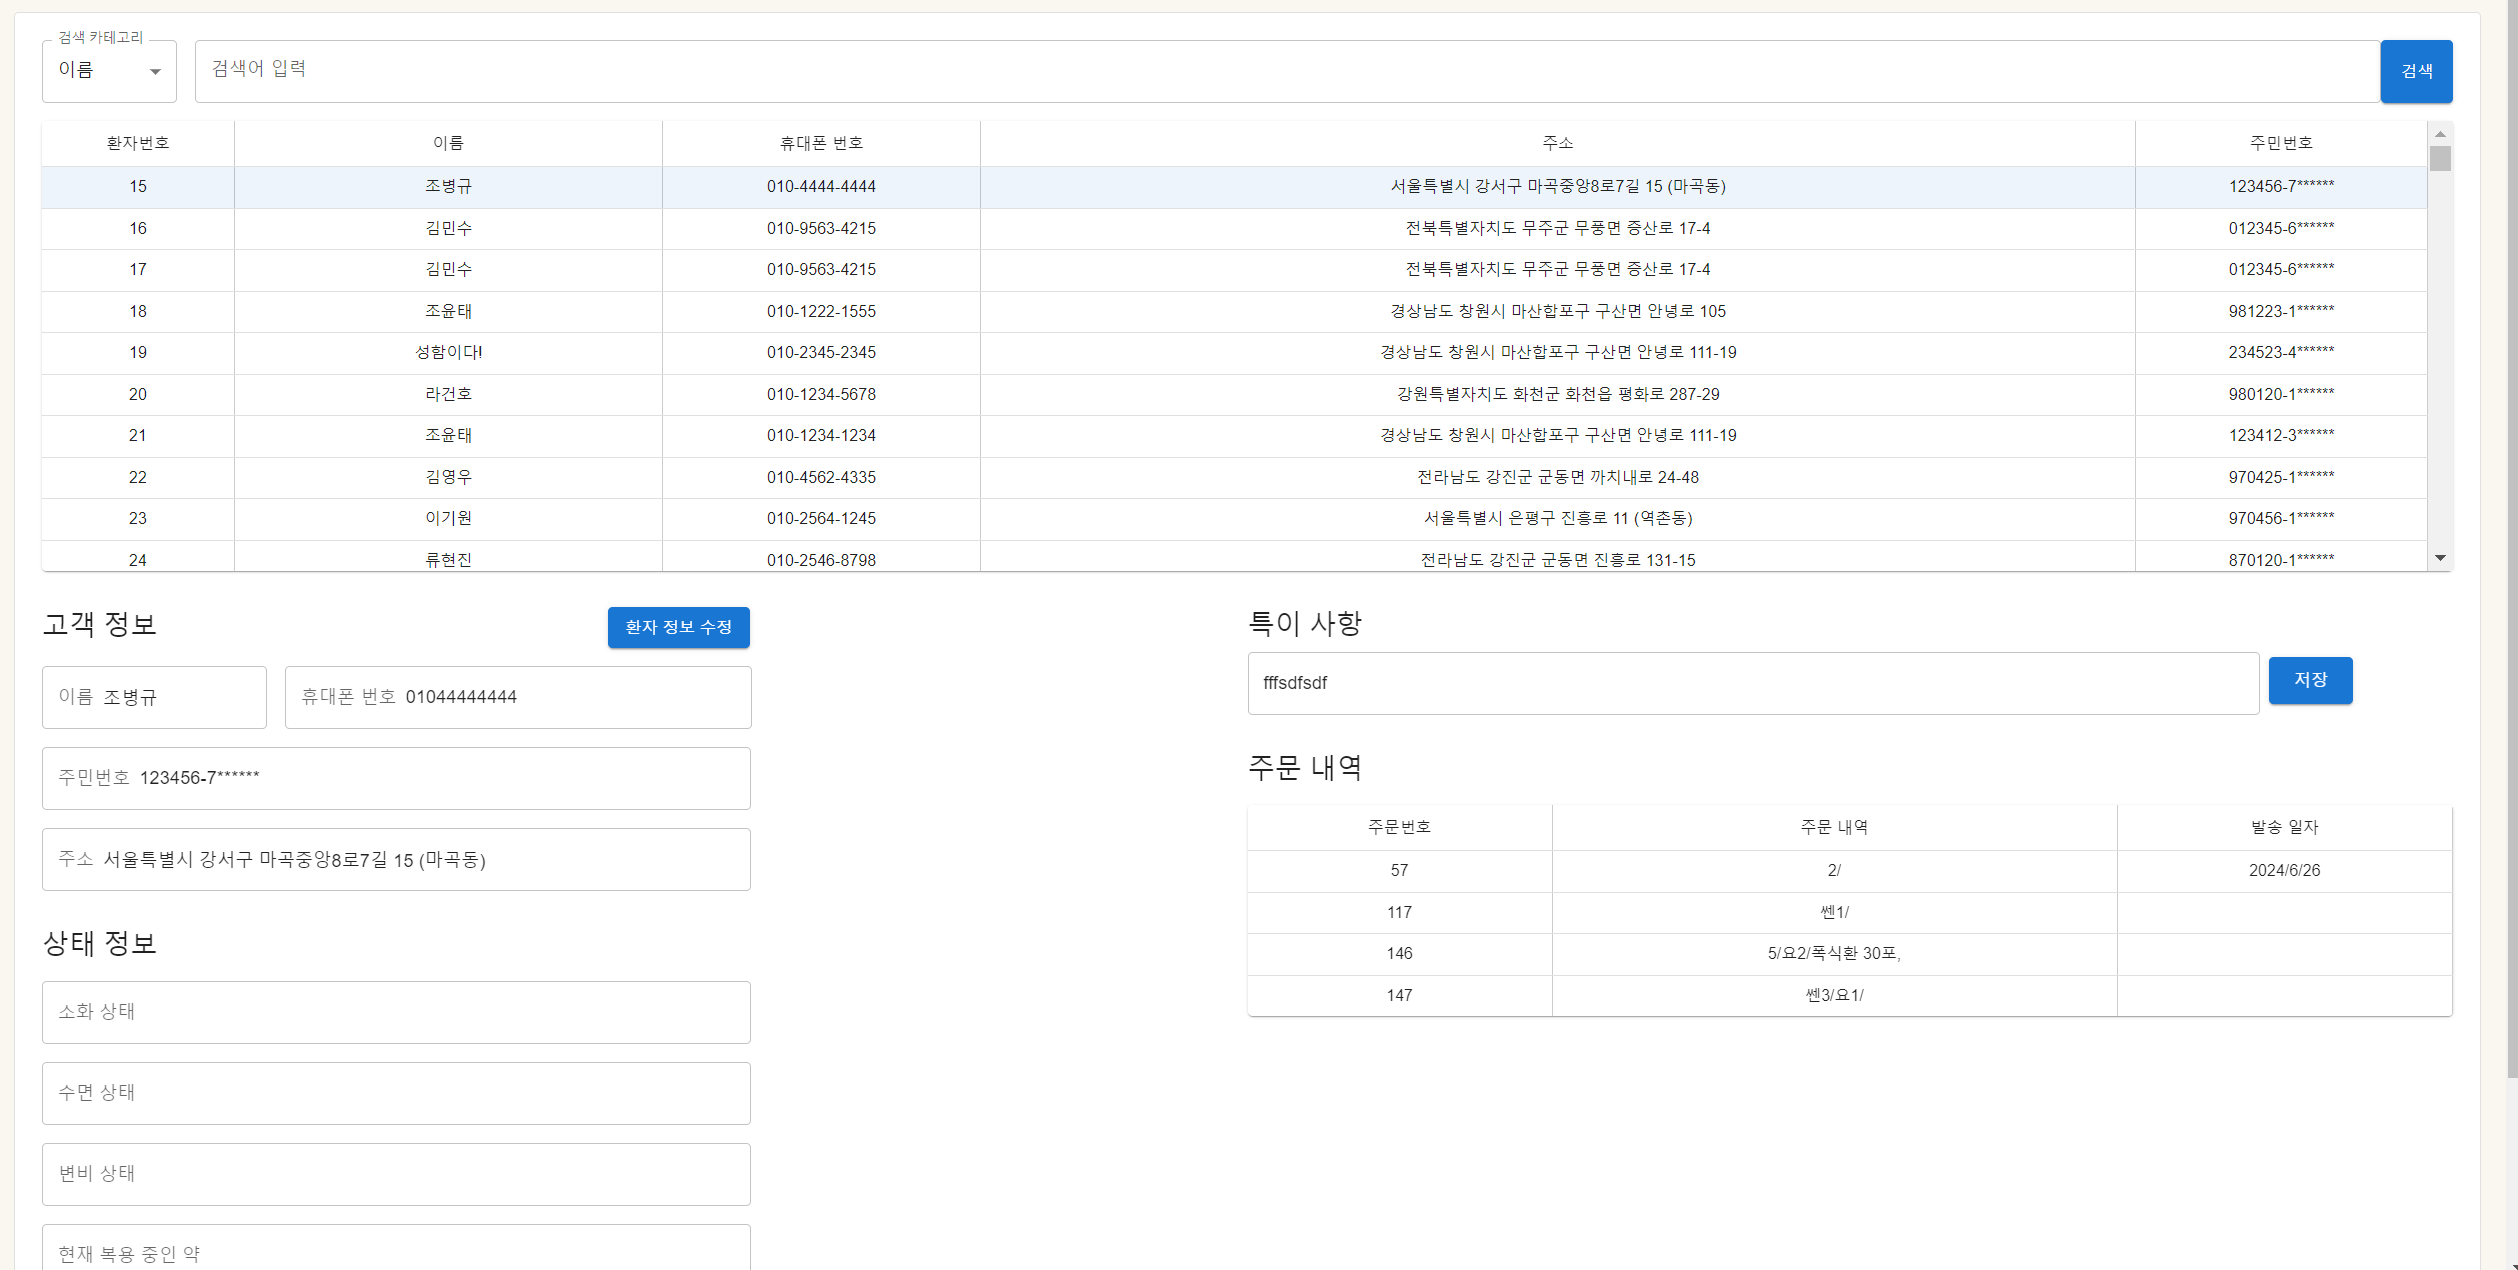 검색 카테고리
이름
검색어 입력
검색
환자번호 이름 휴대폰 번호 주소 주민번호
15 조병규 010-4444-4444 서울특별시 강서구 마곡중앙8로7길 15 (마곡동) 123456-7******
16 김민수 010-9563-4215 전북특별자치도 무주군 무풍면 증산로 17-4 012345-6******
17 김민수 010-9563-4215 전북특별자치도 무주군 무풍면 증산로 17-4 012345-6******
18 조윤태 010-1222-1555 경상남도 창원시 마산합포구 구산면 안녕로 105 981223-1******
19 성함이다! 010-2345-2345 경상남도 창원시 마산합포구 구산면 안녕로 111-19 234523-4******
20 라건호 010-1234-5678 강원특별자치도 화천군 화천읍 평화로 287-29 980120-1******
21 조윤태 010-1234-1234 경상남도 창원시 마산합포구 구산면 안녕로 111-19 123412-3******
22 김영우 010-4562-4335 전라남도 강진군 군동면 까치내로 24-48 970425-1******
23 이기원 010-2564-1245 서울특별시 은평구 진흥로 11 (역촌동) 970456-1******
24 류현진 010-2546-8798 전라남도 강진군 군동면 진흥로 131-15 870120-1******
고객 정보
환자 정보 수정
이름 조병규
휴대폰 번호 01044444444
주민번호 123456-7******
주소 서울특별시 강서구 마곡중앙8로7길 15 (마곡동)
상태 정보
소화 상태
수면 상태
변비 상태
현재 복용 중인 약
특이 사항
fffsdfsdf
저장
주문 내역
주문번호 주문 내역 발송 일자
57 2/ 2024/6/26
117 쎈1/
146 5/요2/폭식환 30포,
147 쎈3/요1/